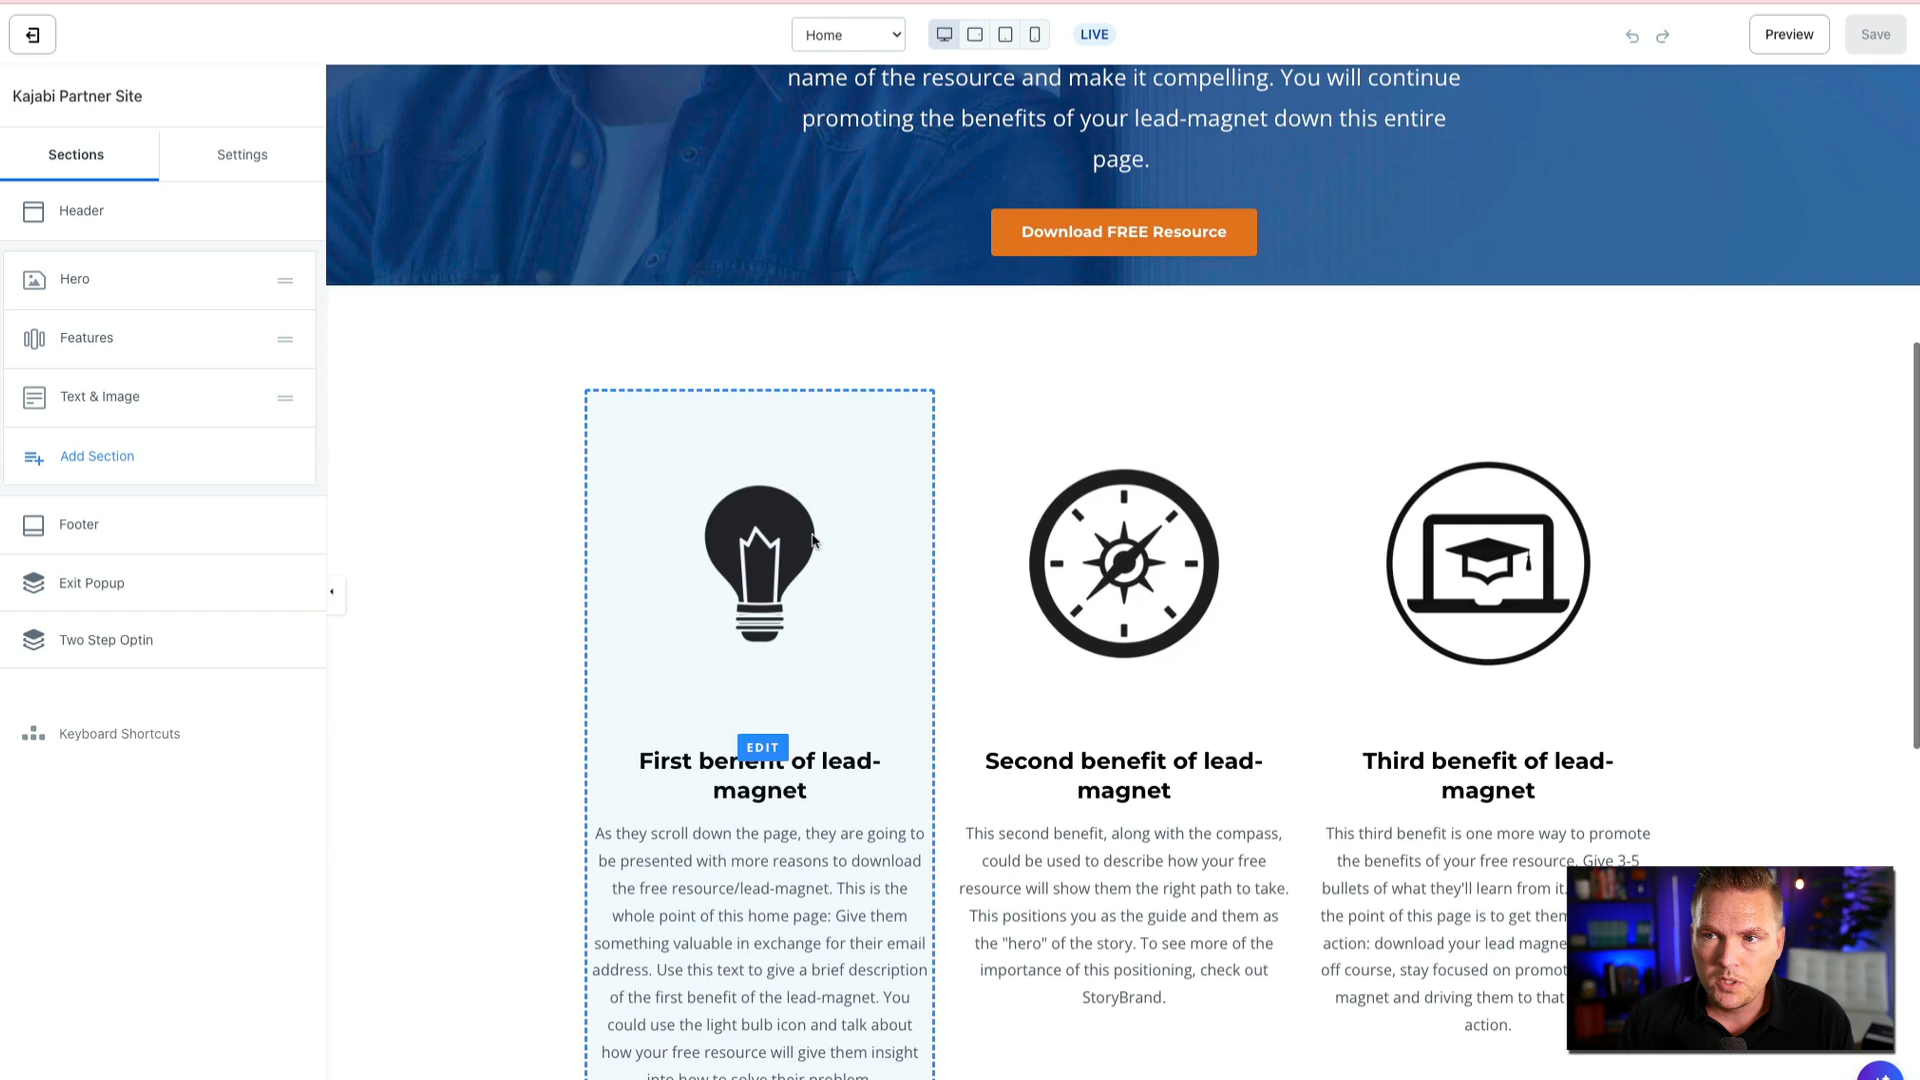 Home
LIVE
Preview
Save
Kajabi Partner Site
Sections
Settings
Header
Hero
Features
Text & Image
Add Section
Footer
Exit Popup
Two Step Optin
Keyboard Shortcuts
name of the resource and make it compelling. You will continue
promoting the benefits of your lead-magnet down this entire
page.
Download FREE Resource
EDIT
First benefit of lead-
magnet
As they scroll down the page, they are going to
be presented with more reasons to download
the free resource/lead-magnet. This is the
whole point of this home page: Give them
something valuable in exchange for their email
address. Use this text to give a brief description
of the first benefit of the lead-magnet. You
could use the light bulb icon and talk about
how your free resource will give them insight
into how to solve their problem.
Second benefit of lead-
magnet
This second benefit, along with the compass,
could be used to describe how your free
resource will show them the right path to take.
This positions you as the guide and them as
the "hero" of the story. To see more of the
importance of this positioning, check out
StoryBrand.
Third benefit of lead-
magnet
This third benefit is one more way to promote
the benefits of your free resource. Give 3-5
bullets of what they'll learn from it.
the point of this page is to get them
action: download your lead magne
off course, stay focused on promot
magnet and driving them to that
action.